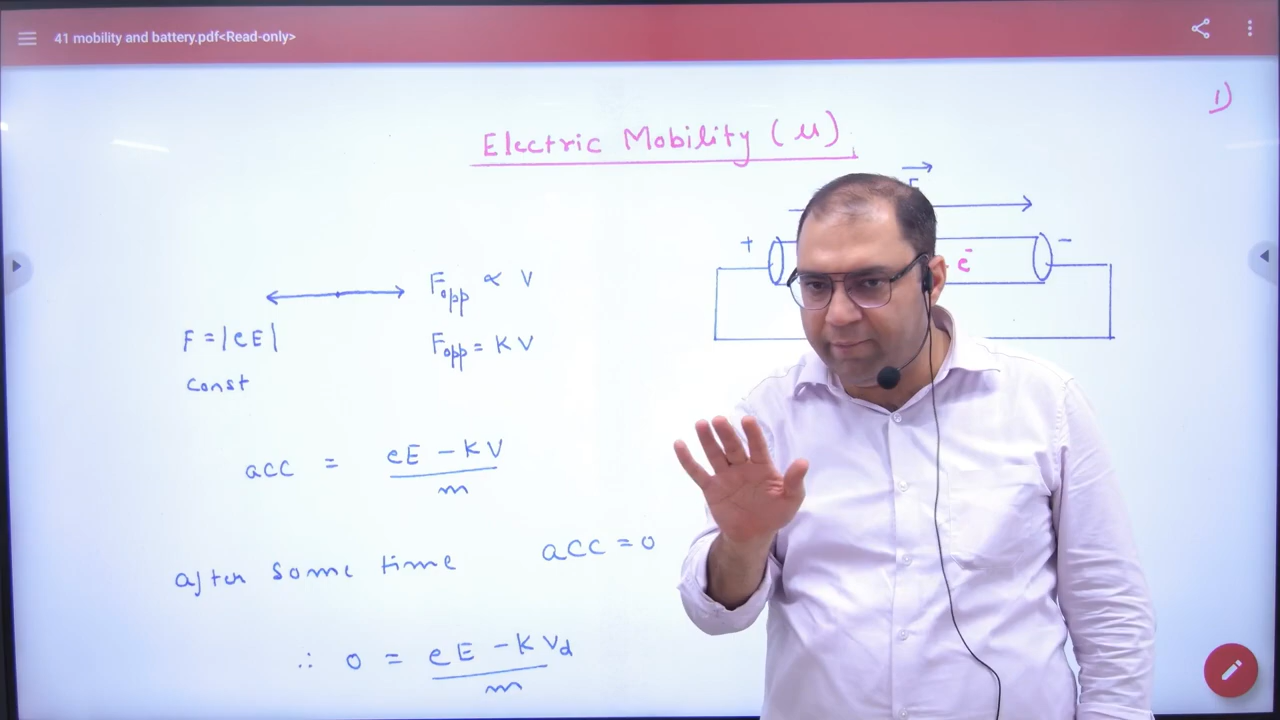 41 mobility and battery.pdf<Read-only>
1)
Electric Mobility (μ)
+ e⁻ −
F_opp ∝ V
F = |eE|
F_opp = KV
const
acc = (eE − KV)/m
after some time acc = 0
∴ 0 = (eE − KV_d)/m